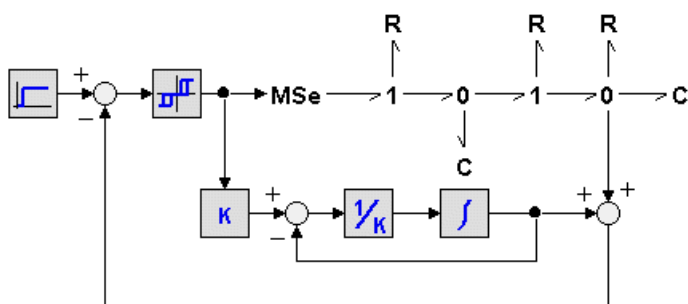 R R R
+ MSe 1 0 1 0 C
−
C
K + 1/K ∫ + +
−